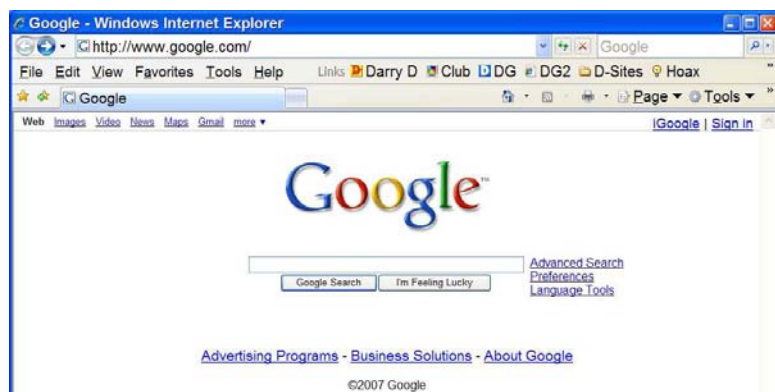 Google - Windows Internet Explorer
http://www.google.com/ Google
File Edit View Favorites Tools Help Links Darry D Club DG DG2 D-Sites Hoax
Google Page Tools
Web Images Video News Maps Gmail more iGoogle | Sign in
Google™
Advanced Search
Google Search I'm Feeling Lucky Preferences
Language Tools
Advertising Programs - Business Solutions - About Google
©2007 Google